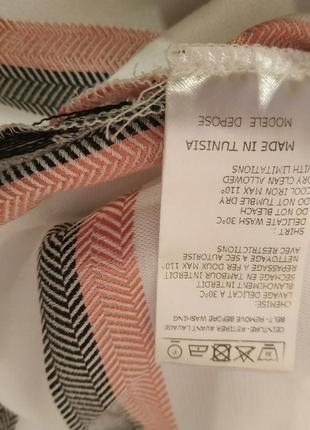 CEINTURE - RETIRER AVANT LAVAGE
BELT- REMOVE BEFORE WASHING
CHEMISE:
LAVAGE DELICAT A 30°C
BLANCHIMENT INTERDIT
SECHAGE EN TAMBOUR INTERDIT
REPASSAGE A FER DOUX MAX 110°
NETTOYAGE A SEC AUTORISE
AVEC RESTRICTIONS
SHIRT:
DELICATE WASH 30°C
DO NOT BLEACH
DO NOT TUMBLE DRY
COOL IRON MAX 110°
DRY CLEAN ALLOWED
WITH LIMITATIONS
MADE IN TUNISIA
MODELE DEPOSE